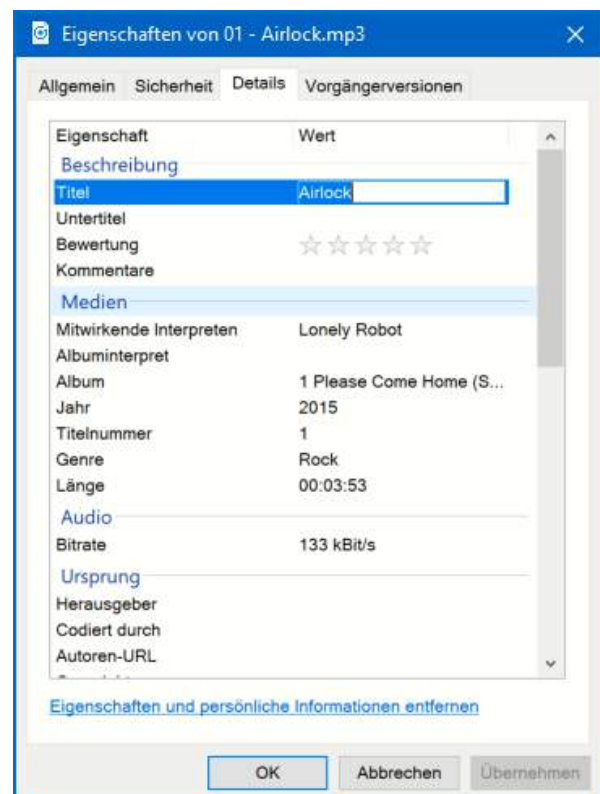 Eigenschaften von 01 - Airlock.mp3
Allgemein Sicherheit Details Vorgängerversionen
Eigenschaft Wert
Beschreibung
Titel Airlock
Untertitel
Bewertung
Kommentare
Medien
Mitwirkende Interpreten Lonely Robot
Albuminterpret
Album 1 Please Come Home (S...
Jahr 2015
Titelnummer 1
Genre Rock
Länge 00:03:53
Audio
Bitrate 133 kBit/s
Ursprung
Herausgeber
Codiert durch
Autoren-URL
Eigenschaften und persönliche Informationen entfernen
OK Abbrechen Übernehmen